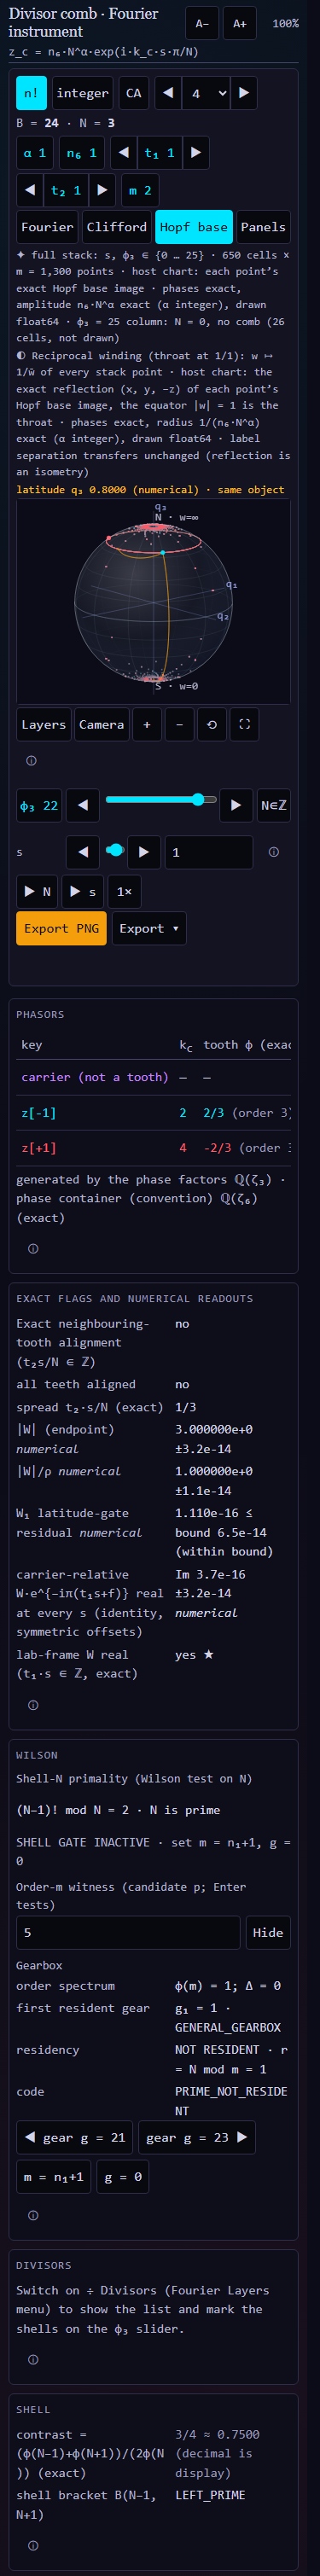 Divisor comb · Fourier instrument
A− A+ 100%
z_c = n₆·N^α·exp(i·k_c·s·π/N)
n! integer CA ◀ 4 ▶
B = 24 · N = 3
α 1 n₆ 1 ◀ t₁ 1 ▶
◀ t₂ 1 ▶ m 2
Fourier Clifford Hopf base Panels
✦ full stack: s, ϕ₃ ∈ {0 … 25} · 650 cells ×
m = 1,300 points · host chart: each point’s
exact Hopf base image · phases exact,
amplitude n₆·N^α exact (α integer), drawn
float64 · ϕ₃ = 25 column: N = 0, no comb (26
cells, not drawn)
◐ Reciprocal winding (throat at 1/1): w ↦
1/w̄ of every stack point · host chart: the
exact reflection (x, y, −z) of each point’s
Hopf base image, the equator |w| = 1 is the
throat · phases exact, radius 1/(n₆·N^α)
exact (α integer), drawn float64 · label
separation transfers unchanged (reflection is
an isometry)
latitude q₃ 0.8000 (numerical) · same object
q₃
N · w=∞
q₁
q₂
S · w=0
Layers Camera + − ⟲ ⛶
ⓘ
ϕ₃ 22 ◀ ▶ N∈ℤ
s ◀ ▶ 1 ⓘ
▶ N ▶ s 1×
Export PNG Export ▾
PHASORS
key k_C tooth ϕ (exac
carrier (not a tooth) — —
z[-1] 2 2/3 (order 3)
z[+1] 4 -2/3 (order 3
generated by the phase factors ℚ(ζ₃) ·
phase container (convention) ℚ(ζ₆)
(exact)
ⓘ
EXACT FLAGS AND NUMERICAL READOUTS
Exact neighbouring-tooth alignment (t₂s/N ∈ ℤ) no
all teeth aligned no
spread t₂·s/N (exact) 1/3
|W| (endpoint) numerical 3.000000e+0 ±3.2e-14
|W|/ρ numerical 1.000000e+0 ±1.1e-14
W₁ latitude-gate residual numerical 1.110e-16 ≤ bound 6.5e-14 (within bound)
carrier-relative W·e^{−iπ(t₁s+f)} real at every s (identity, symmetric offsets) Im 3.7e-16 ±3.2e-14 numerical
lab-frame W real (t₁·s ∈ ℤ, exact) yes ★
ⓘ
WILSON
Shell-N primality (Wilson test on N)
(N−1)! mod N = 2 · N is prime
SHELL GATE INACTIVE · set m = n₁+1, g =
0
Order-m witness (candidate p; Enter
tests)
5 Hide
Gearbox
order spectrum ϕ(m) = 1; Δ = 0
first resident gear g₁ = 1 · GENERAL_GEARBOX
residency NOT RESIDENT · r = N mod m = 1
code PRIME_NOT_RESIDENT
◀ gear g = 21 gear g = 23 ▶
m = n₁+1 g = 0
ⓘ
DIVISORS
Switch on ÷ Divisors (Fourier Layers
menu) to show the list and mark the
shells on the ϕ₃ slider.
ⓘ
SHELL
contrast = (ϕ(N−1)+ϕ(N+1))/(2ϕ(N)) (exact) 3/4 ≈ 0.7500 (decimal is display)
shell bracket B(N−1, N+1) LEFT_PRIME
ⓘ